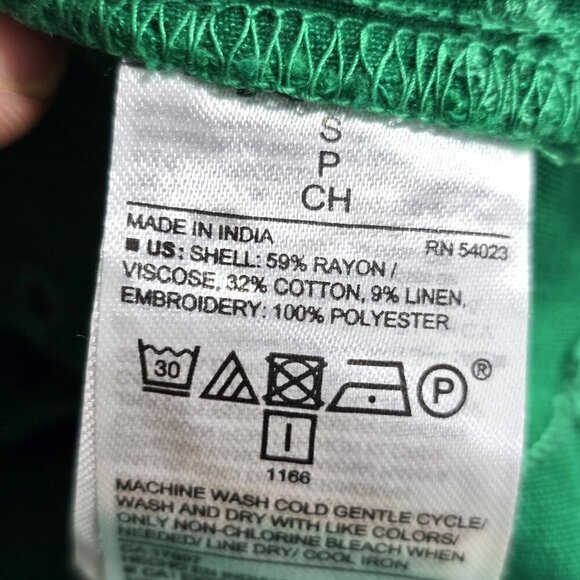 S
P
CH
MADE IN INDIA RN 54023
■ US: SHELL: 59% RAYON /
VISCOSE, 32% COTTON, 9% LINEN,
EMBROIDERY: 100% POLYESTER
30 P ®
I
1166
MACHINE WASH COLD GENTLE CYCLE/
WASH AND DRY WITH LIKE COLORS/
ONLY NON-CHLORINE BLEACH WHEN
NEEDED/ LINE DRY/ COOL IRON